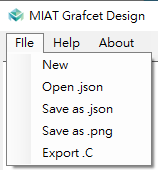 MIAT Grafcet Design
FIle Help About
New
Open .json
Save as .json
Save as .png
Export .C